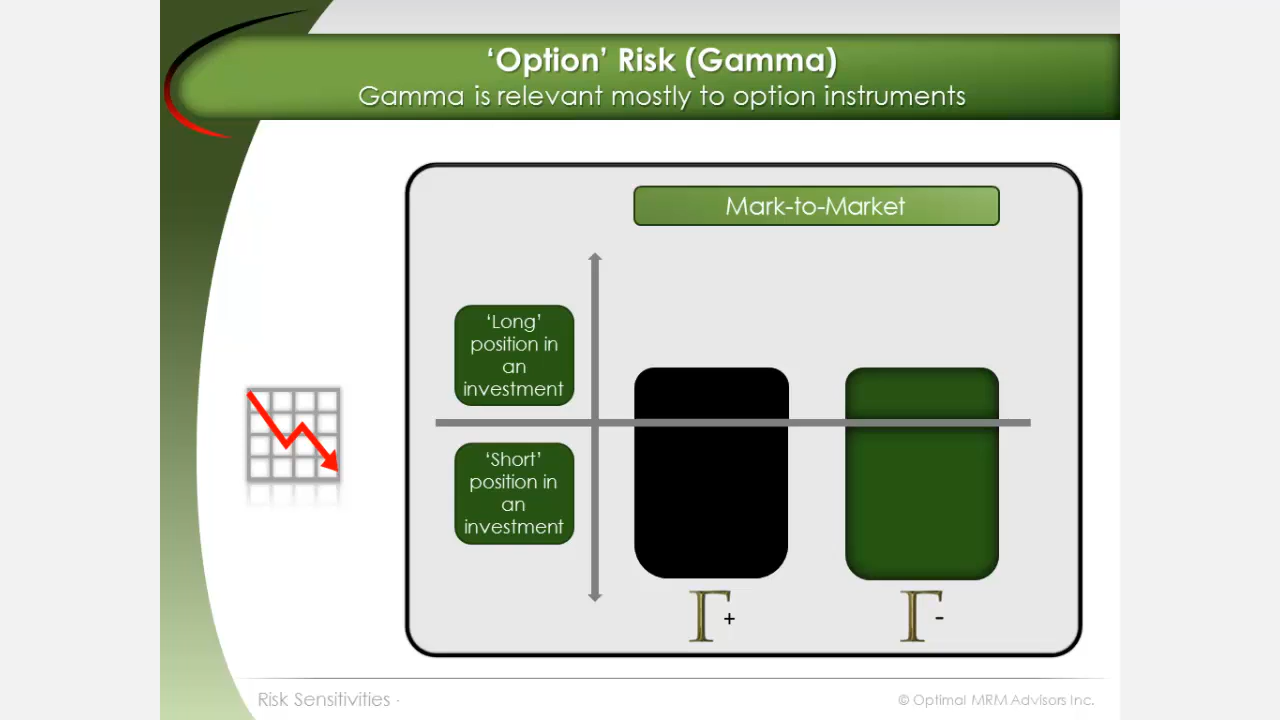 ‘Option’ Risk (Gamma)
Gamma is relevant mostly to option instruments
Mark-to-Market
‘Long’
position in
an
investment
‘Short’
position in
an
investment
Γ+
Γ-
Risk Sensitivities -
© Optimal MRM Advisors Inc.